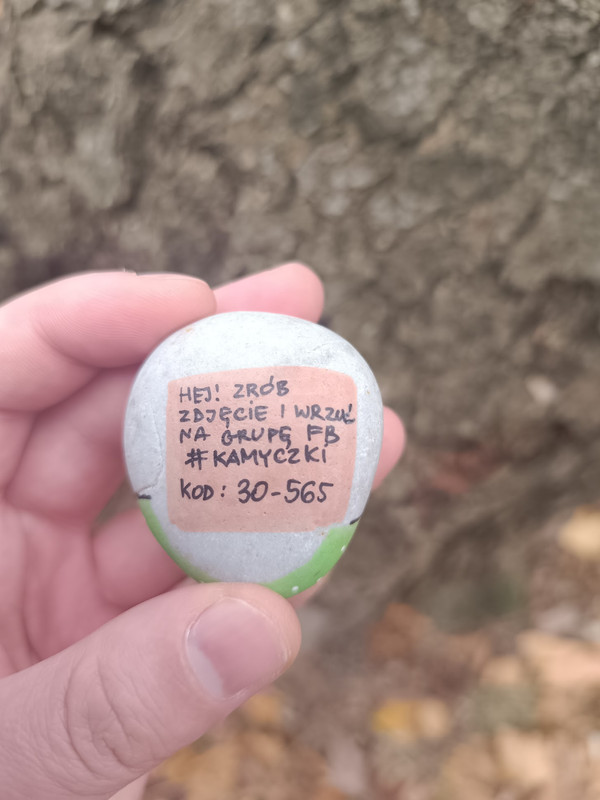 HEJ! ZRÓB
ZDJĘCIE I WRZUĆ
NA GRUPĘ FB
#KAMYCZKI
KOD: 30-565